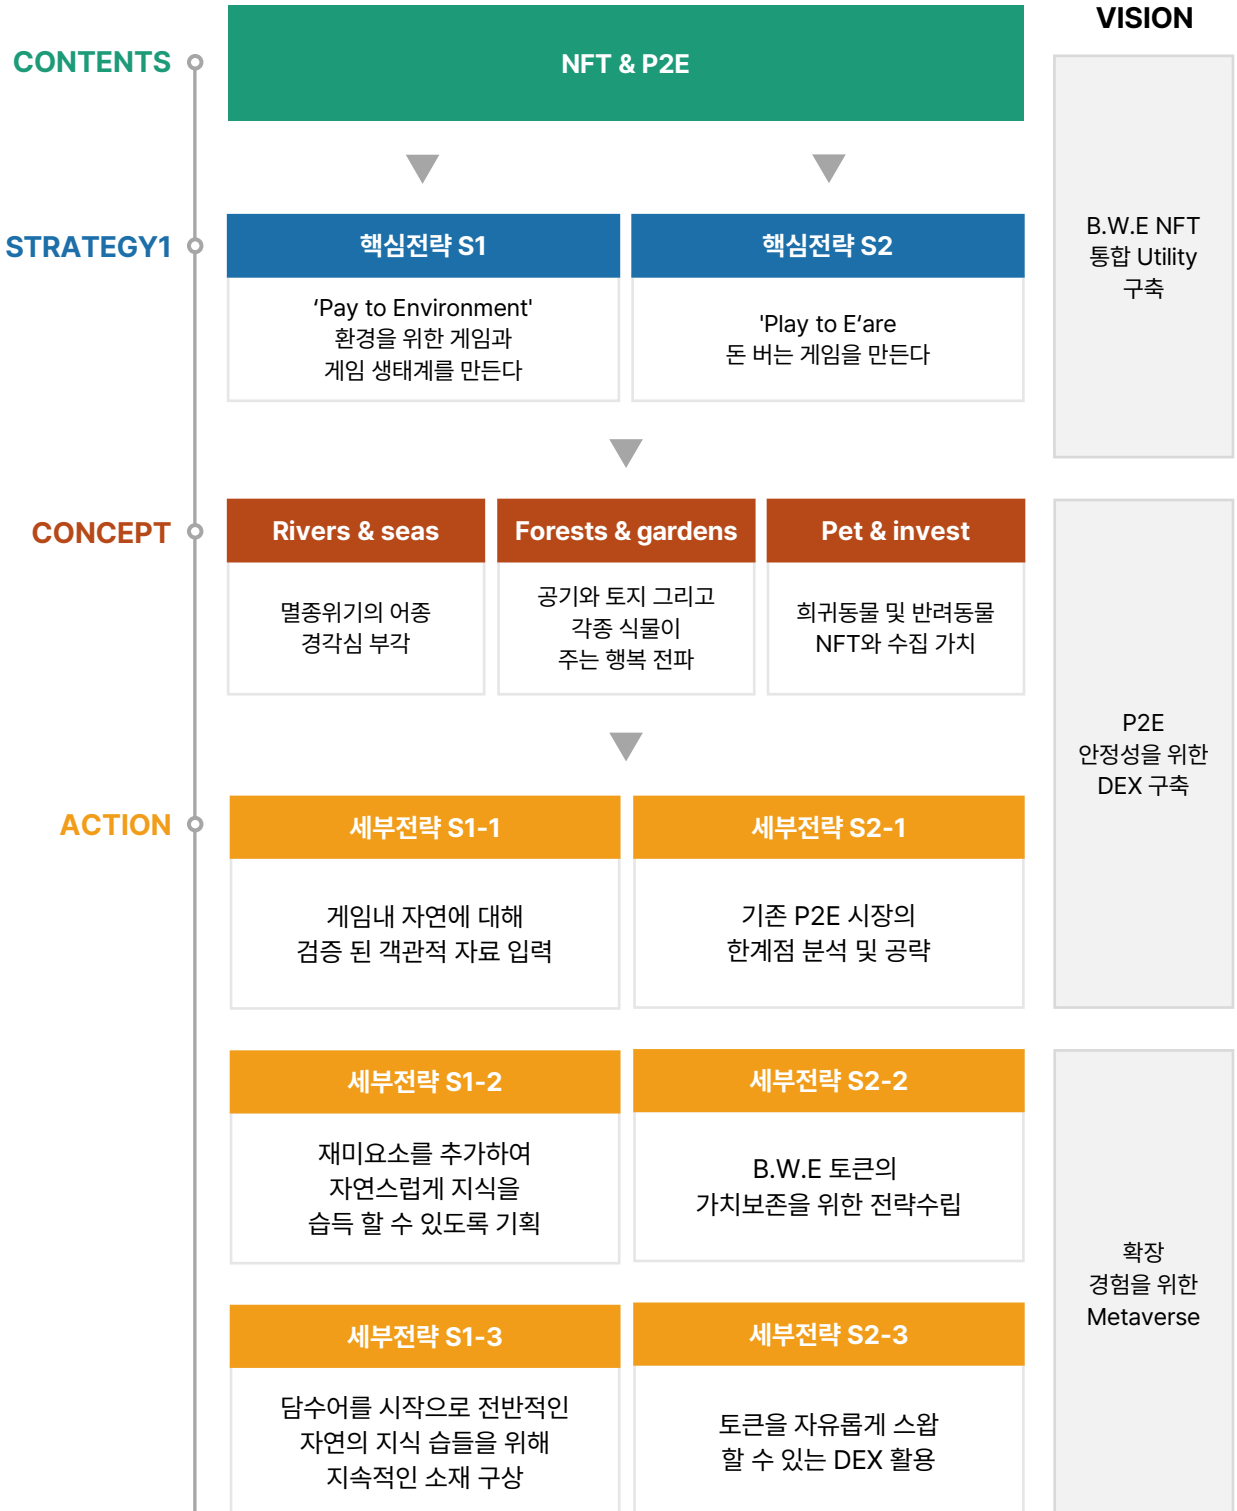 VISION
CONTENTS
NFT & P2E
B.W.E NFT
통합 Utility
구축
STRATEGY1
핵심전략 S1
핵심전략 S2
‘Pay to Environment'
환경을 위한 게임과
게임 생태계를 만든다
'Play to E‘are
돈 버는 게임을 만든다
CONCEPT
Rivers & seas
Forests & gardens
Pet & invest
멸종위기의 어종
경각심 부각
공기와 토지 그리고
각종 식물이
주는 행복 전파
희귀동물 및 반려동물
NFT와 수집 가치
P2E
안정성을 위한
DEX 구축
ACTION
세부전략 S1-1
세부전략 S2-1
게임내 자연에 대해
검증 된 객관적 자료 입력
기존 P2E 시장의
한계점 분석 및 공략
세부전략 S1-2
세부전략 S2-2
재미요소를 추가하여
자연스럽게 지식을
습득 할 수 있도록 기획
B.W.E 토큰의
가치보존을 위한 전략수립
확장
경험을 위한
Metaverse
세부전략 S1-3
세부전략 S2-3
담수어를 시작으로 전반적인
자연의 지식 습들을 위해
지속적인 소재 구상
토큰을 자유롭게 스왑
할 수 있는 DEX 활용